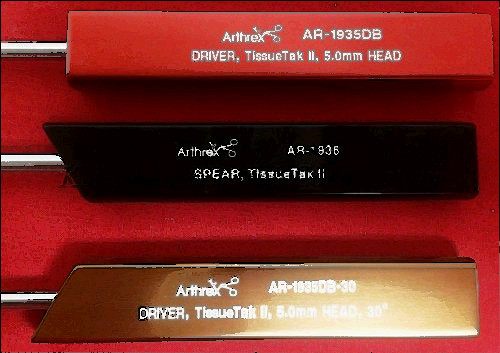 Arthrex AR-1935DB
DRIVER, TissueTak II, 5.0mm HEAD
Arthrex AR-1936
SPEAR, TissueTak II
Arthrex AR-1935DB-30
DRIVER, TissueTak II, 5.0mm HEAD, 30°